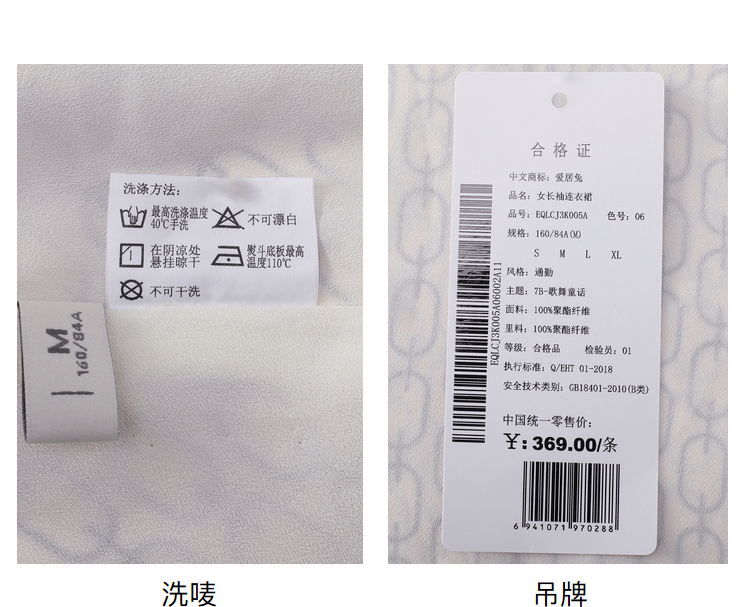 洗涤方法：
最高洗涤温度
40℃手洗
不可漂白
在阴凉处
悬挂晾干
熨斗底板最高
温度110℃
不可干洗
M
160/84A
合格证
中文商标：爱居兔
品名：女长袖连衣裙
品号：EQLCJ3K005A 色号：06
规格：160/84A(M)
S M L XL
风格：通勤
主题：7B-歌舞童话
面料：100%聚酯纤维
里料：100%聚酯纤维
等级：合格品 检验员：01
执行标准：Q/EHT 01-2018
安全技术类别：GB18401-2010(B类)
中国统一零售价：
¥：369.00/条
EQLCJ3K005A06002A11
6 941071 970288
洗唛
吊牌